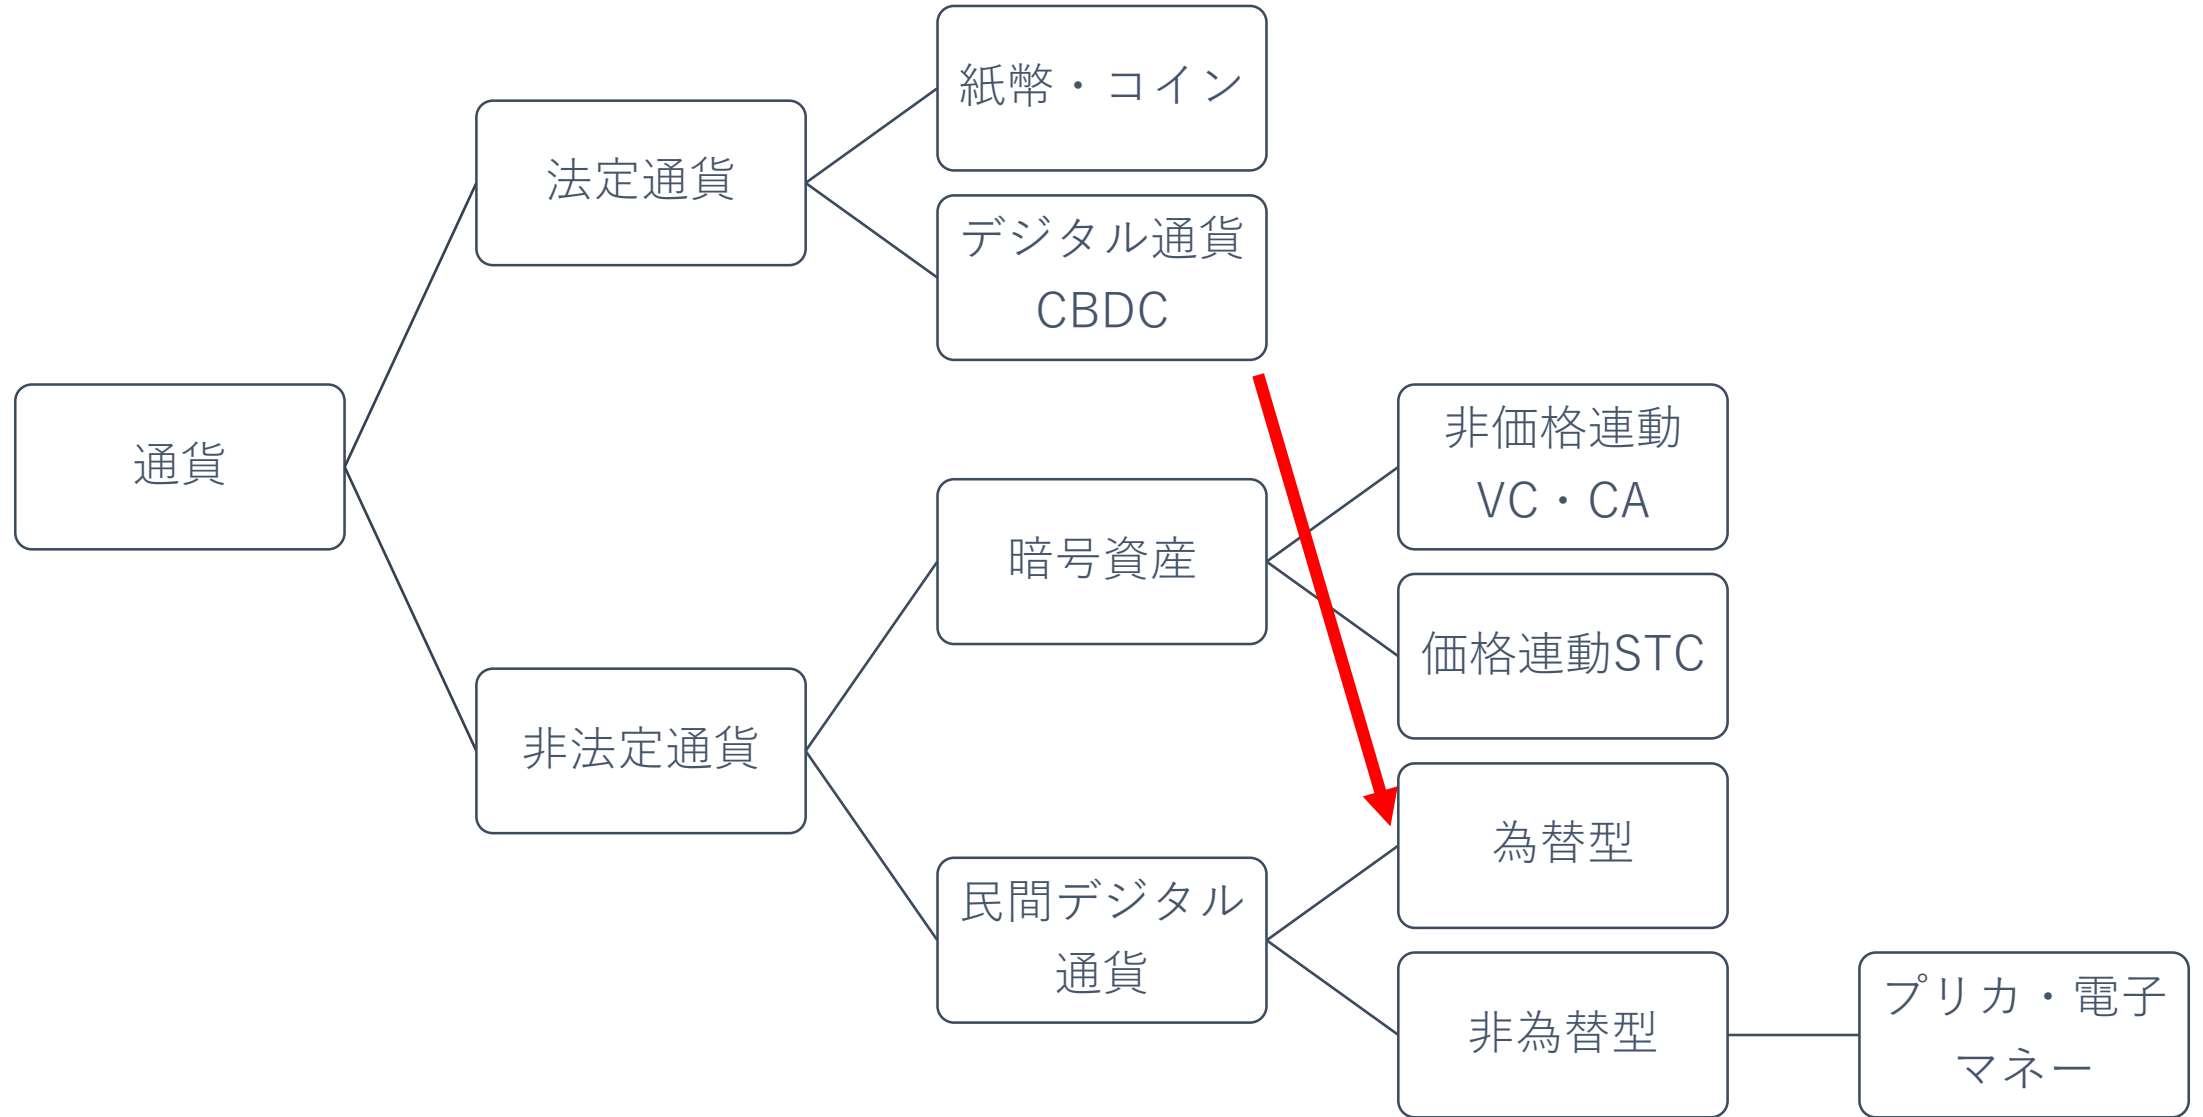 通貨
法定通貨
紙幣・コイン
デジタル通貨
CBDC
非法定通貨
暗号資産
非価格連動
VC・CA
価格連動STC
民間デジタル
通貨
為替型
非為替型
プリカ・電子
マネー